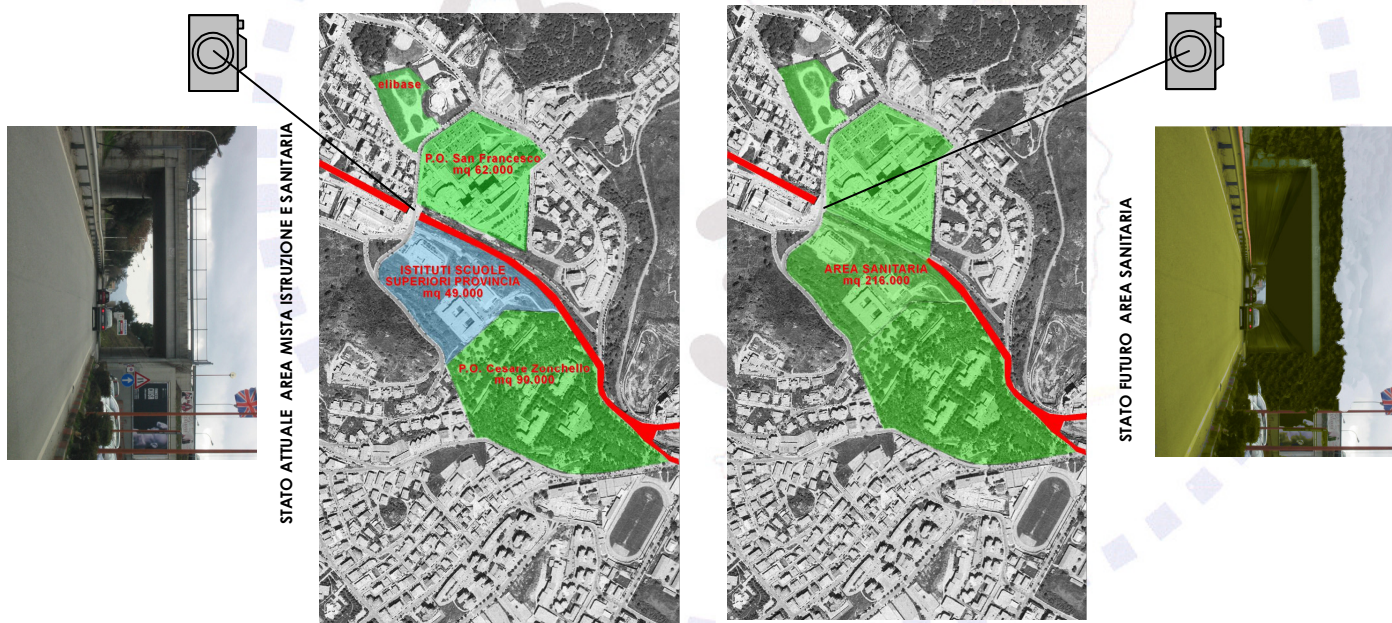 STATO ATTUALE AREA MISTA ISTRUZIONE E SANITARIA
elibase
P.O. San Francesco
mq 62.000
ISTITUTI SCUOLE
SUPERIORI PROVINCIA
mq 49.000
P.O. Cesare Zonchello
mq 90.000
AREA SANITARIA
mq 216.000
STATO FUTURO AREA SANITARIA